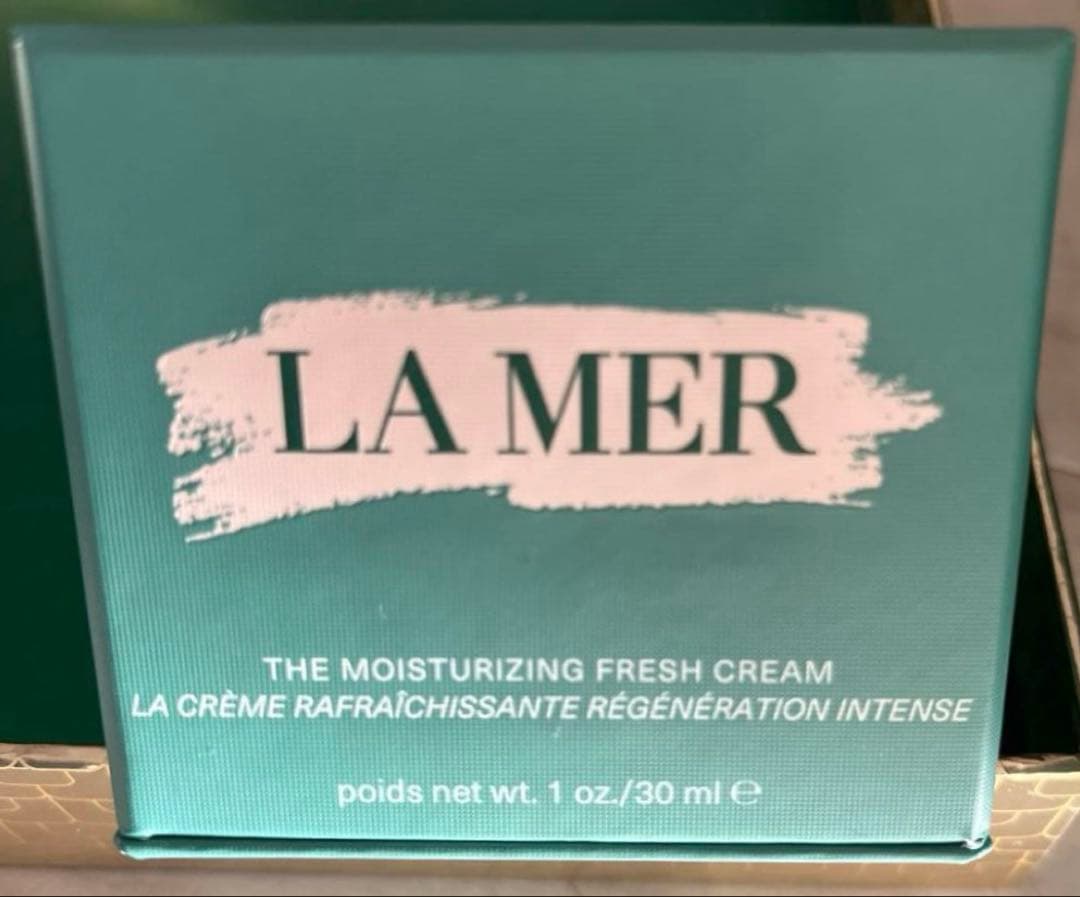 LA MER
THE MOISTURIZING FRESH CREAM
LA CRÈME RAFRAÎCHISSANTE RÉGÉNÉRATION INTENSE
poids net wt. 1 oz./30 ml ℮